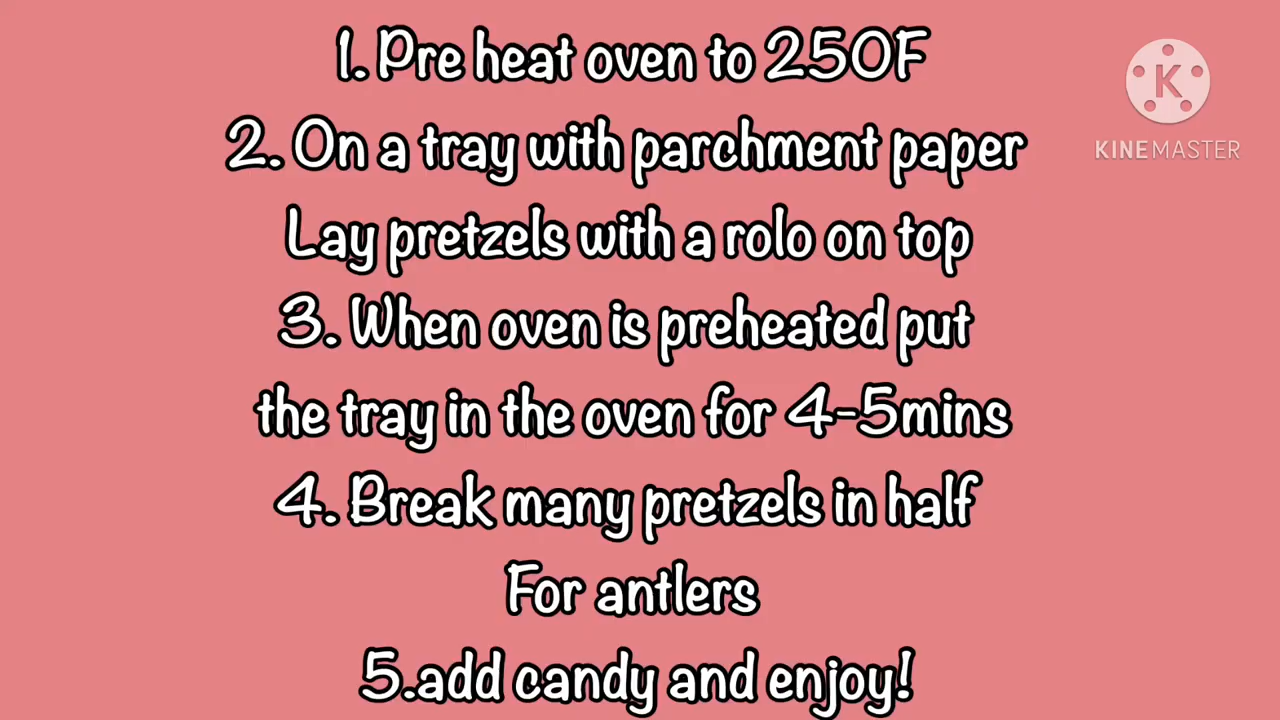 1. Pre heat oven to 250F
2. On a tray with parchment paper
Lay pretzels with a rolo on top
3. When oven is preheated put
the tray in the oven for 4-5mins
4. Break many pretzels in half
For antlers
5.add candy and enjoy!
K
KINEMASTER